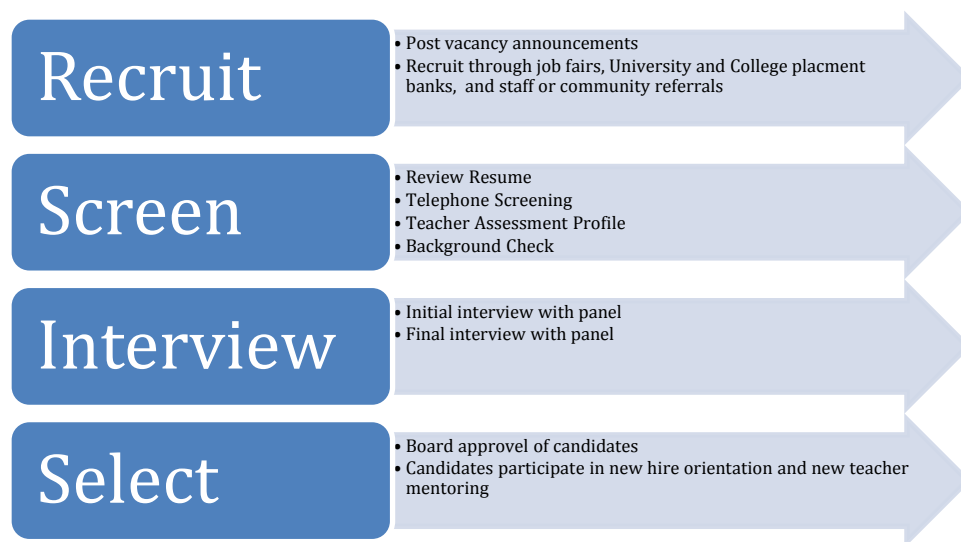 Recruit
• Post vacancy announcements
• Recruit through job fairs, University and College placment
banks,  and staff or community referrals
Screen
• Review Resume
• Telephone Screening
• Teacher Assessment Profile
• Background Check
Interview
• Initial interview with panel
• Final interview with panel
Select
• Board approvel of candidates
• Candidates participate in new hire orientation and new teacher
mentoring